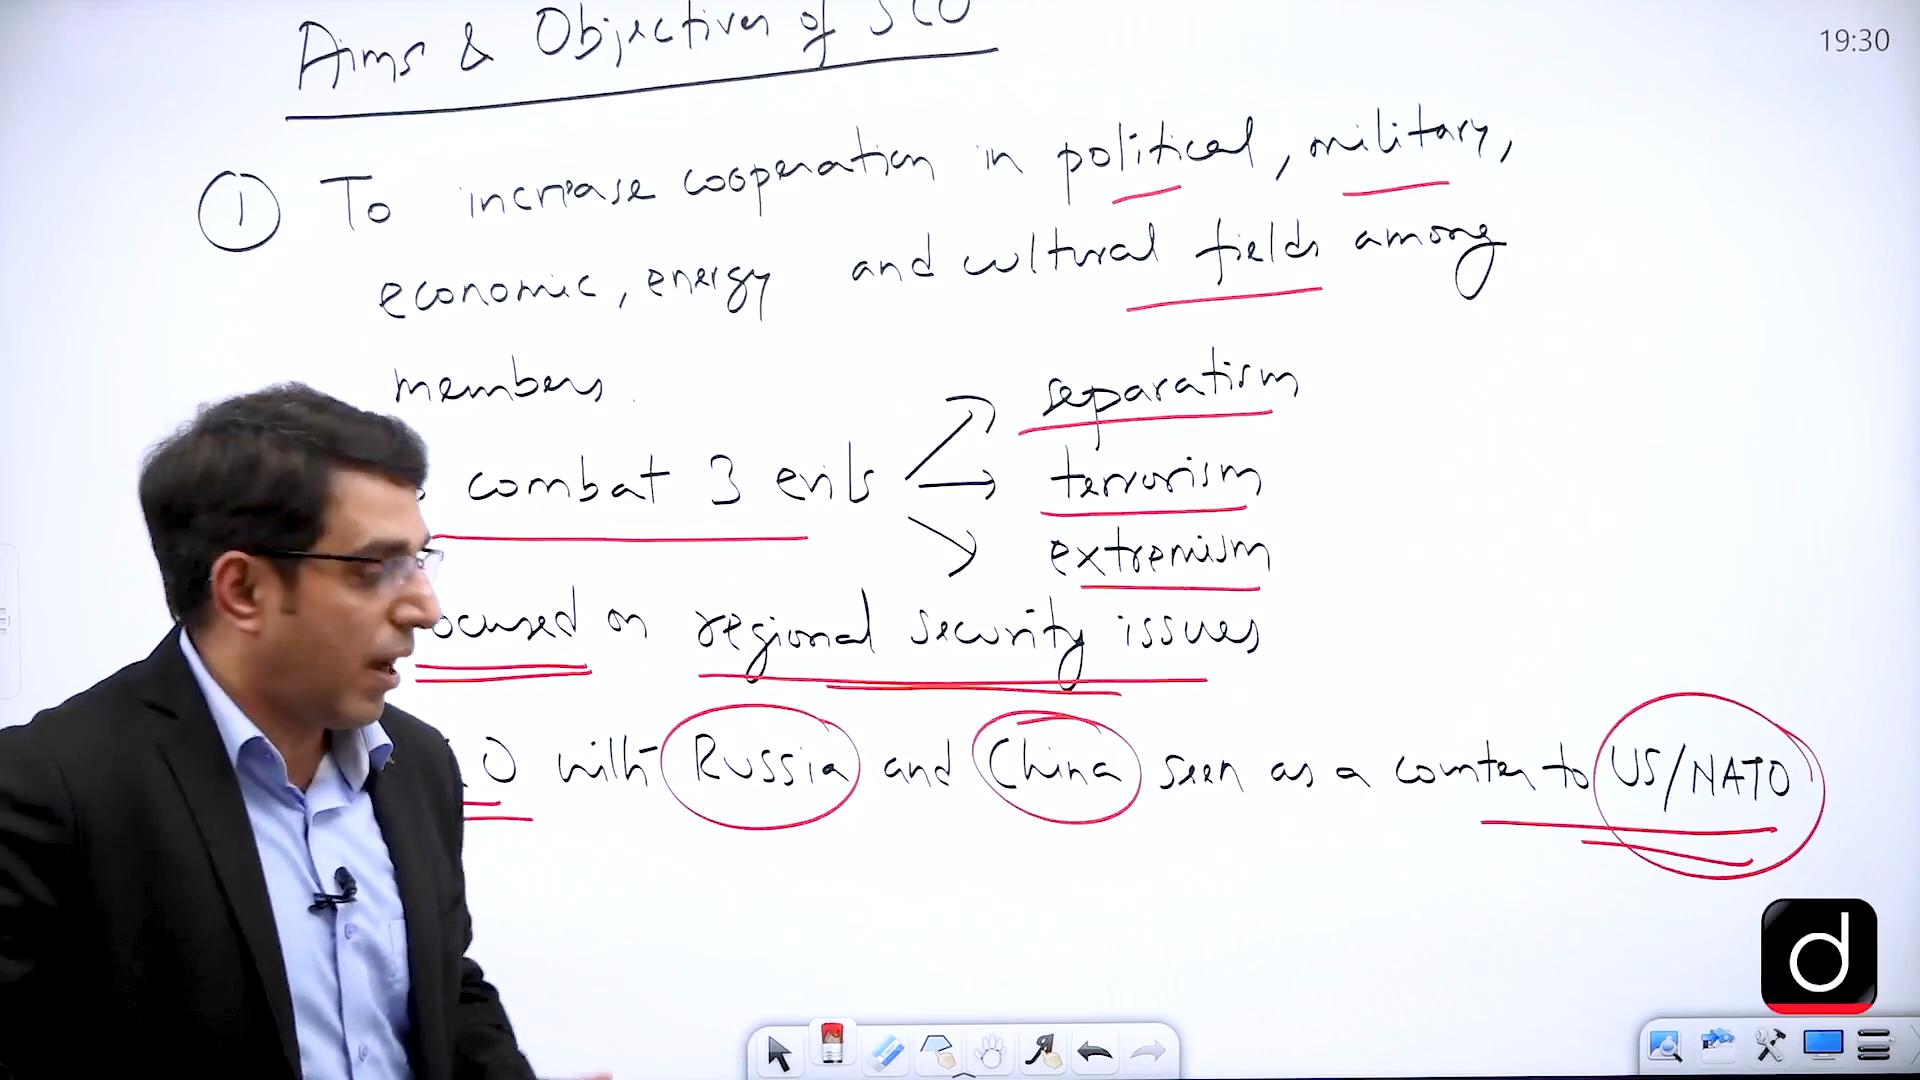 Aims & Objectives of SCO
19:30
① To increase cooperation in political, military,
economic, energy and cultural fields among
members.
combat 3 evils
separatism
terrorism
extremism
ocused on regional security issues
O with Russia and China seen as a counter to US/NATO
d